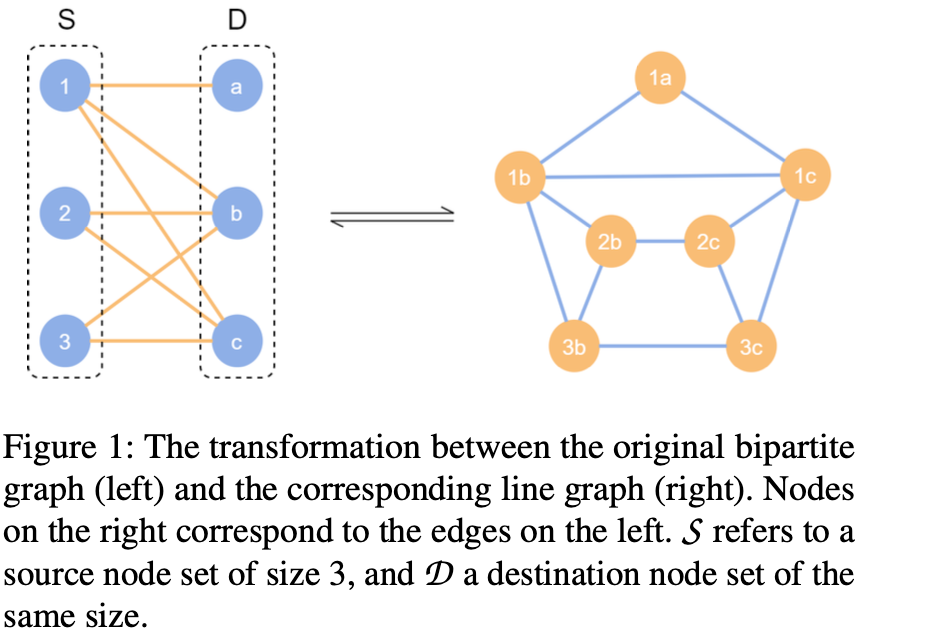 S D
1 a
2 b
3 c
1a
1b 1c
2b 2c
3b 3c
Figure 1: The transformation between the original bipartite
graph (left) and the corresponding line graph (right). Nodes
on the right correspond to the edges on the left. 𝒮 refers to a
source node set of size 3, and 𝒟 a destination node set of the
same size.